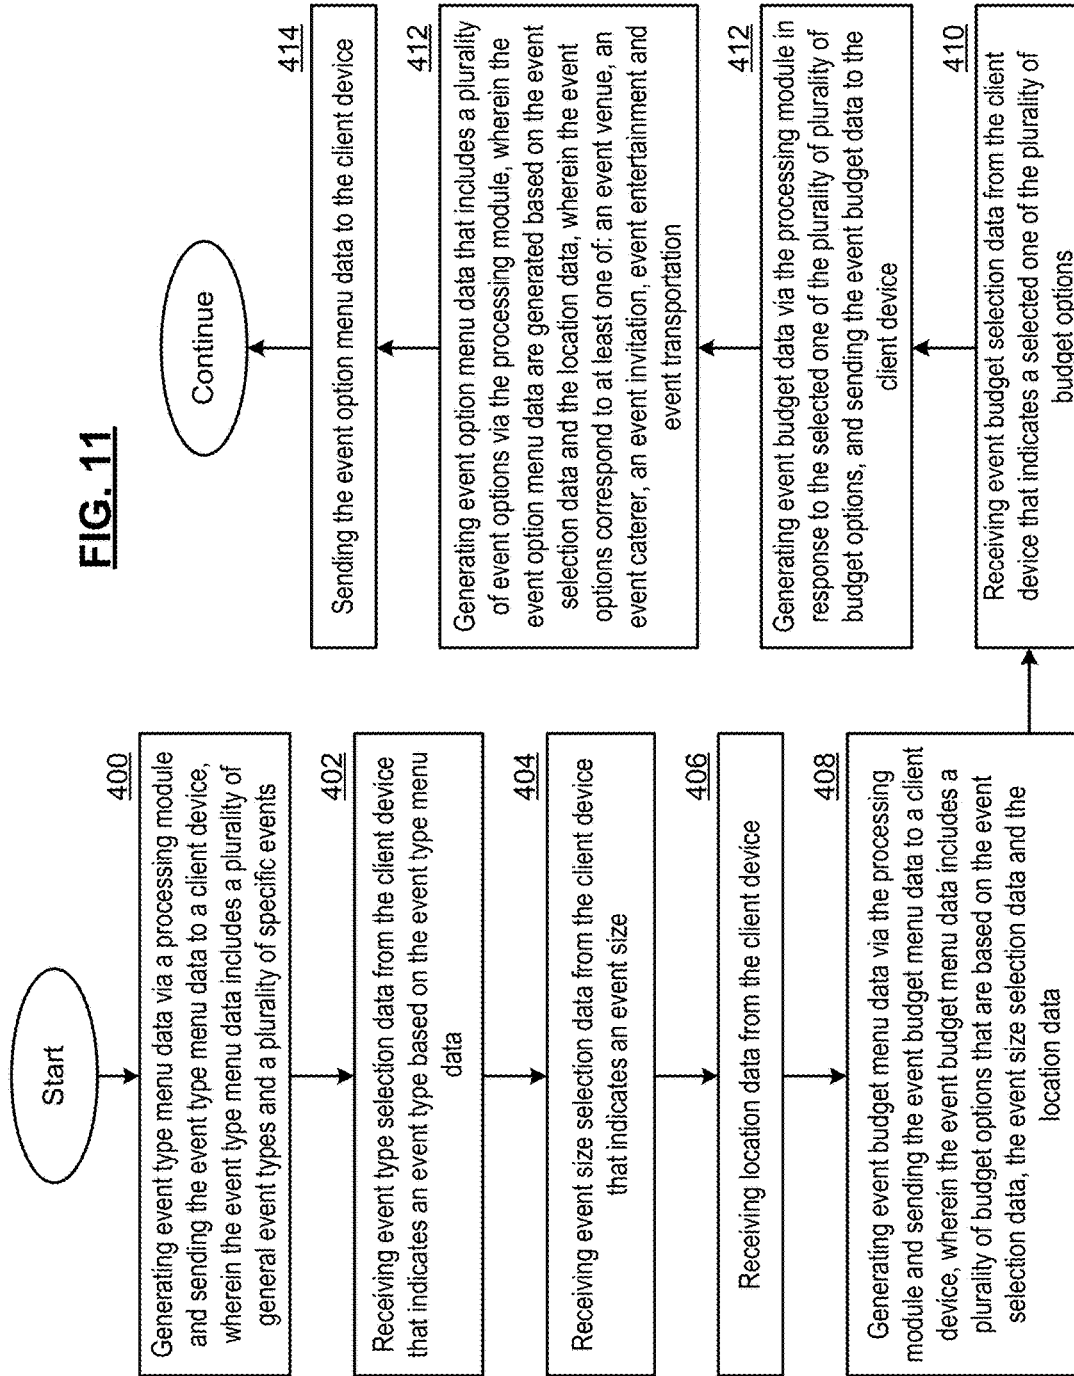 FIG. 11
Start
400
Generating event type menu data via a processing module
and sending the event type menu data to a client device,
wherein the event type menu data includes a plurality of
general event types and a plurality of specific events
402
Receiving event type selection data from the client device
that indicates an event type based on the event type menu
data
404
Receiving event size selection data from the client device
that indicates an event size
406
Receiving location data from the client device
408
Generating event budget menu data via the processing
module and sending the event budget menu data to a client
device, wherein the event budget menu data includes a
plurality of budget options that are based on the event
selection data, the event size selection data and the
location data
410
Receiving event budget selection data from the client
device that indicates a selected one of the plurality of
budget options
412
Generating event budget data via the processing module in
response to the selected one of the plurality of plurality of
budget options, and sending the event budget data to the
client device
412
Generating event option menu data that includes a plurality
of event options via the processing module, wherein the
event option menu data are generated based on the event
selection data and the location data, wherein the event
options correspond to at least one of: an event venue, an
event caterer, an event invitation, event entertainment and
event transportation
414
Sending the event option menu data to the client device
Continue